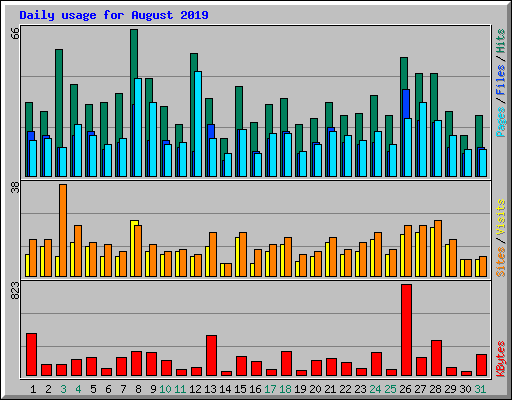 Daily usage for August 2019
66
Pages/Files/Hits
38
Sites/Visits
823
KBytes
1 2 3 4 5 6 7 8 9 10 11 12 13 14 15 16 17 18 19 20 21 22 23 24 25 26 27 28 29 30 31